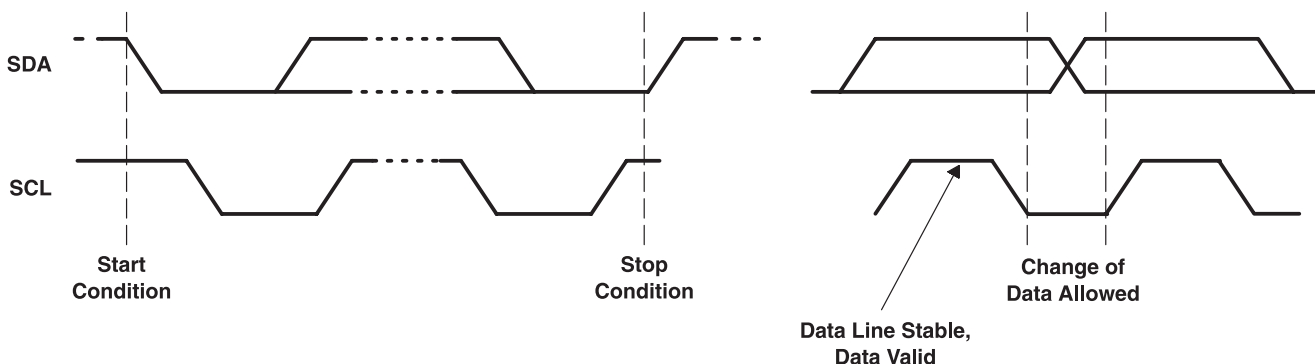 SDA
SCL
Start
Condition
Stop
Condition
Change of
Data Allowed
Data Line Stable,
Data Valid